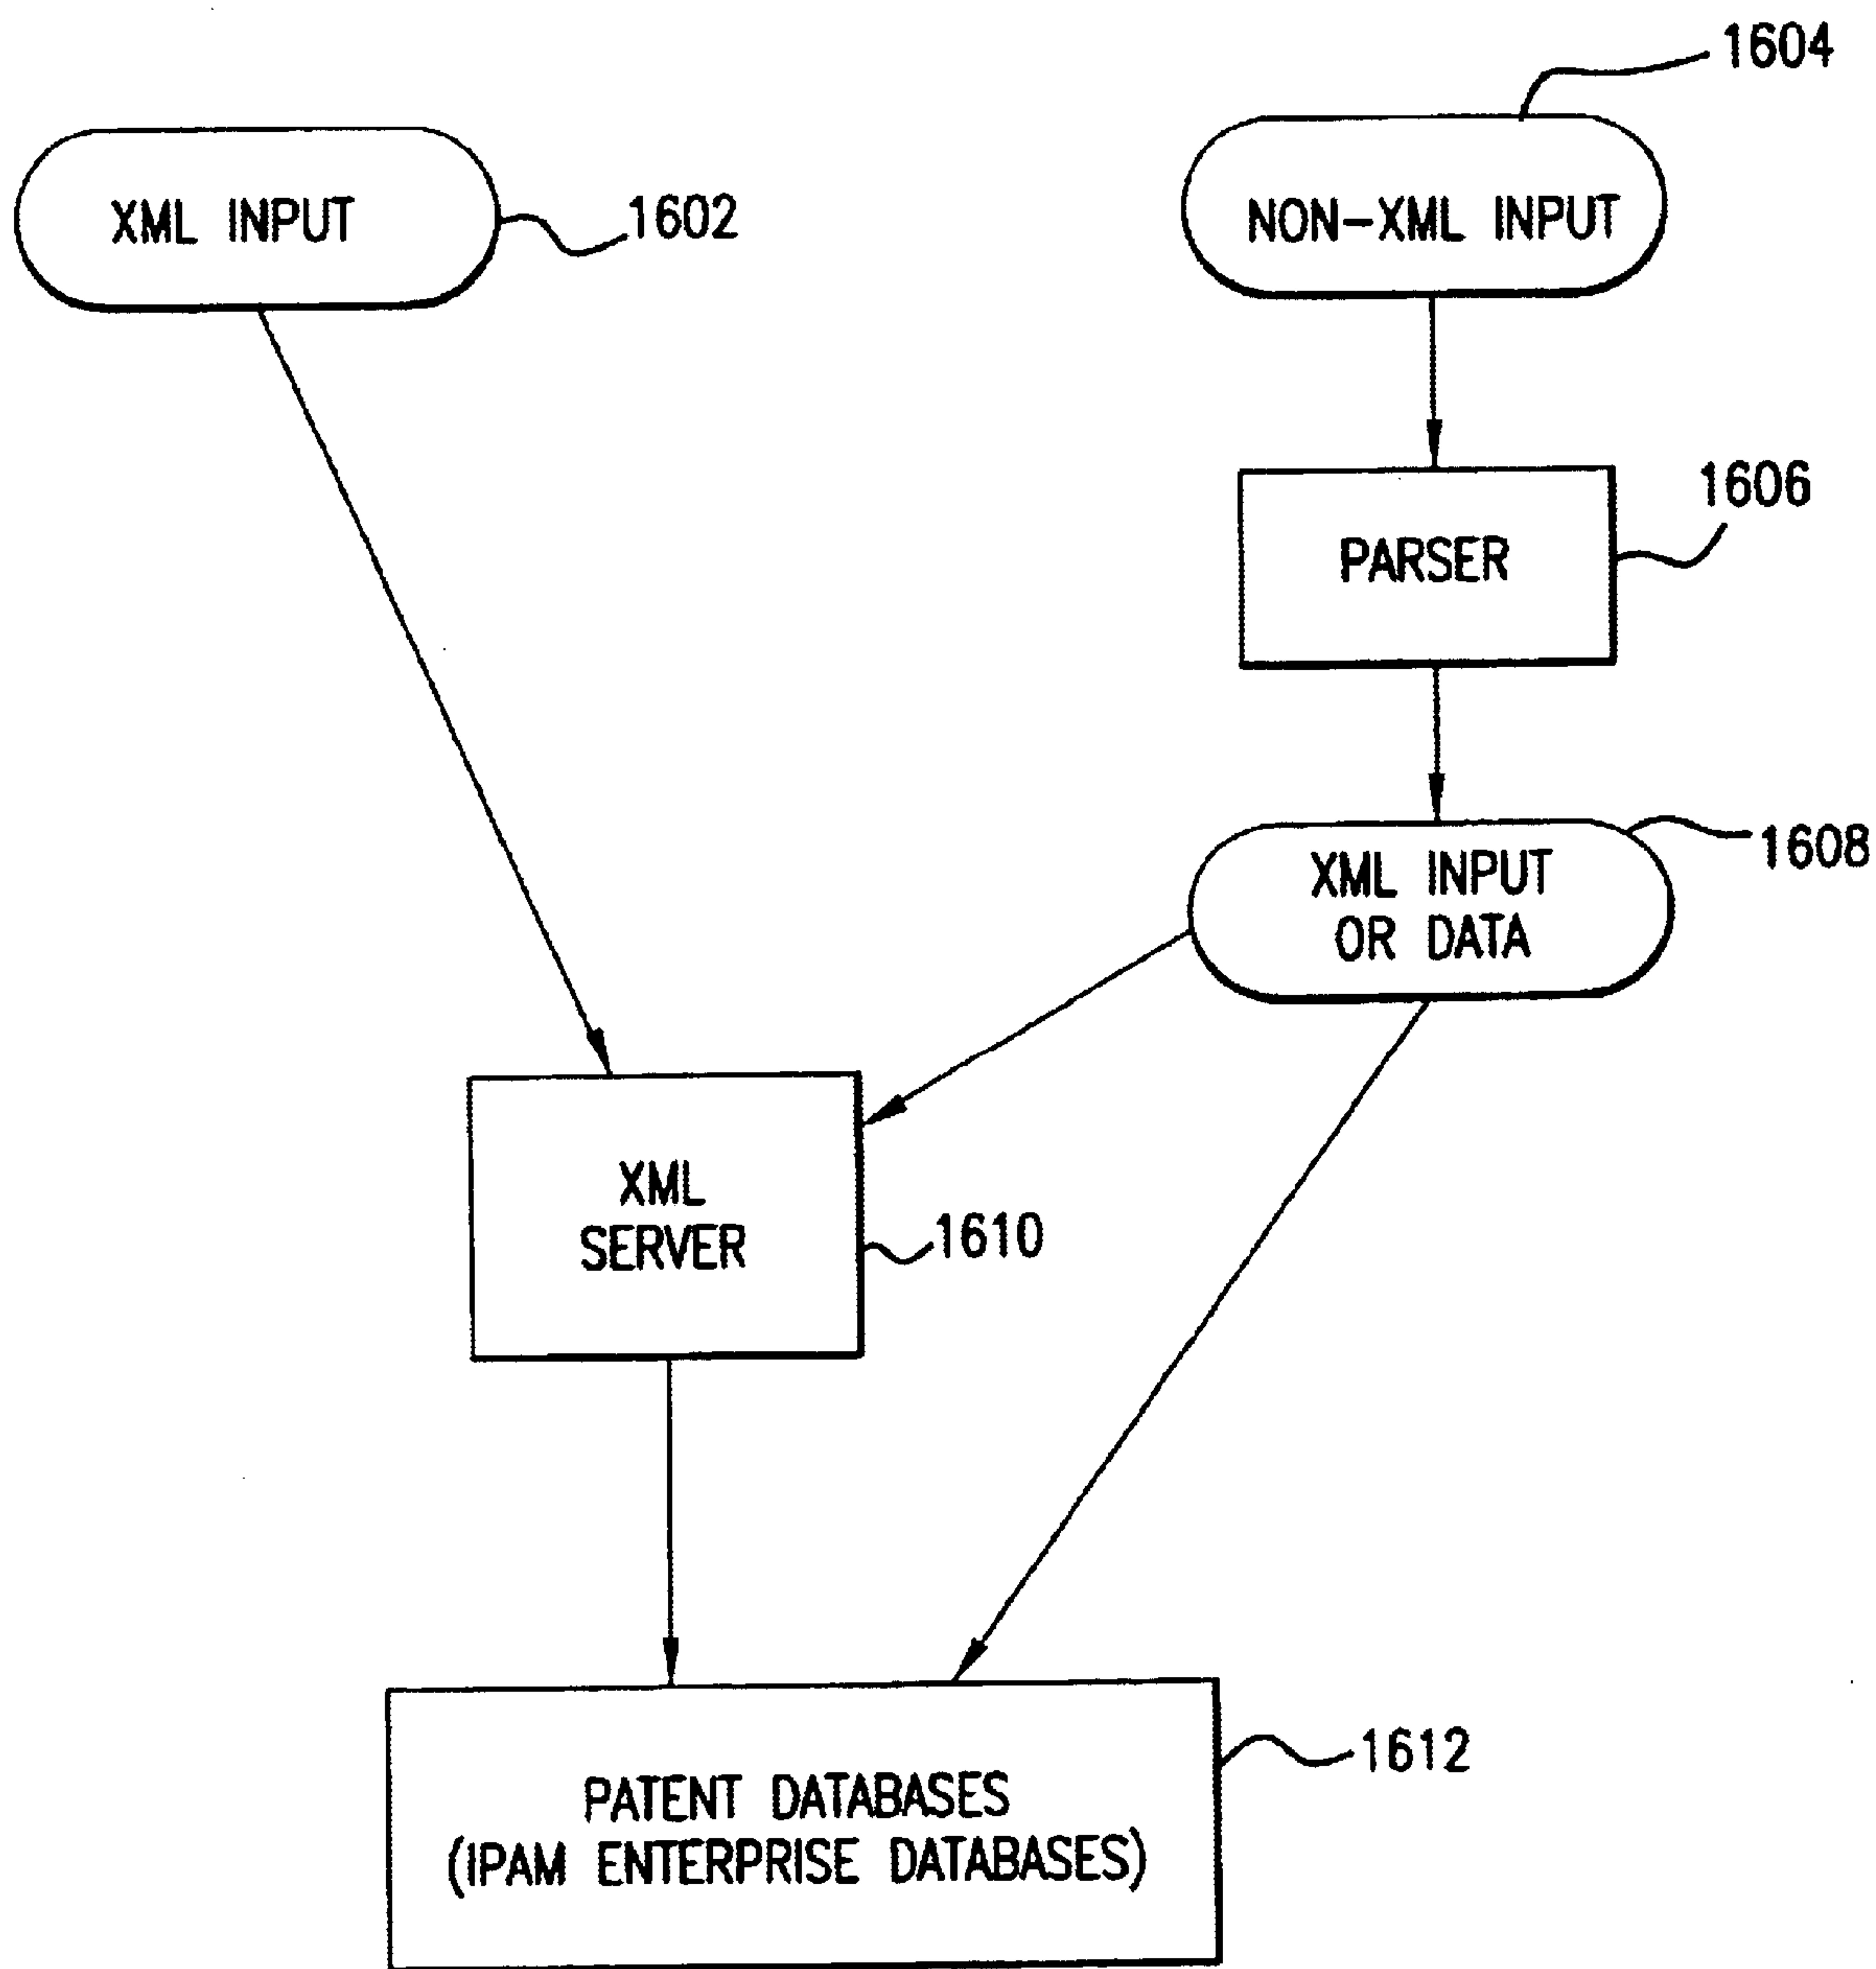 1604
XML INPUT
1602
NON-XML INPUT
1606
PARSER
1608
XML INPUT
OR DATA
XML
SERVER
1610
1612
PATENT DATABASES
(IPAM ENTERPRISE DATABASES)